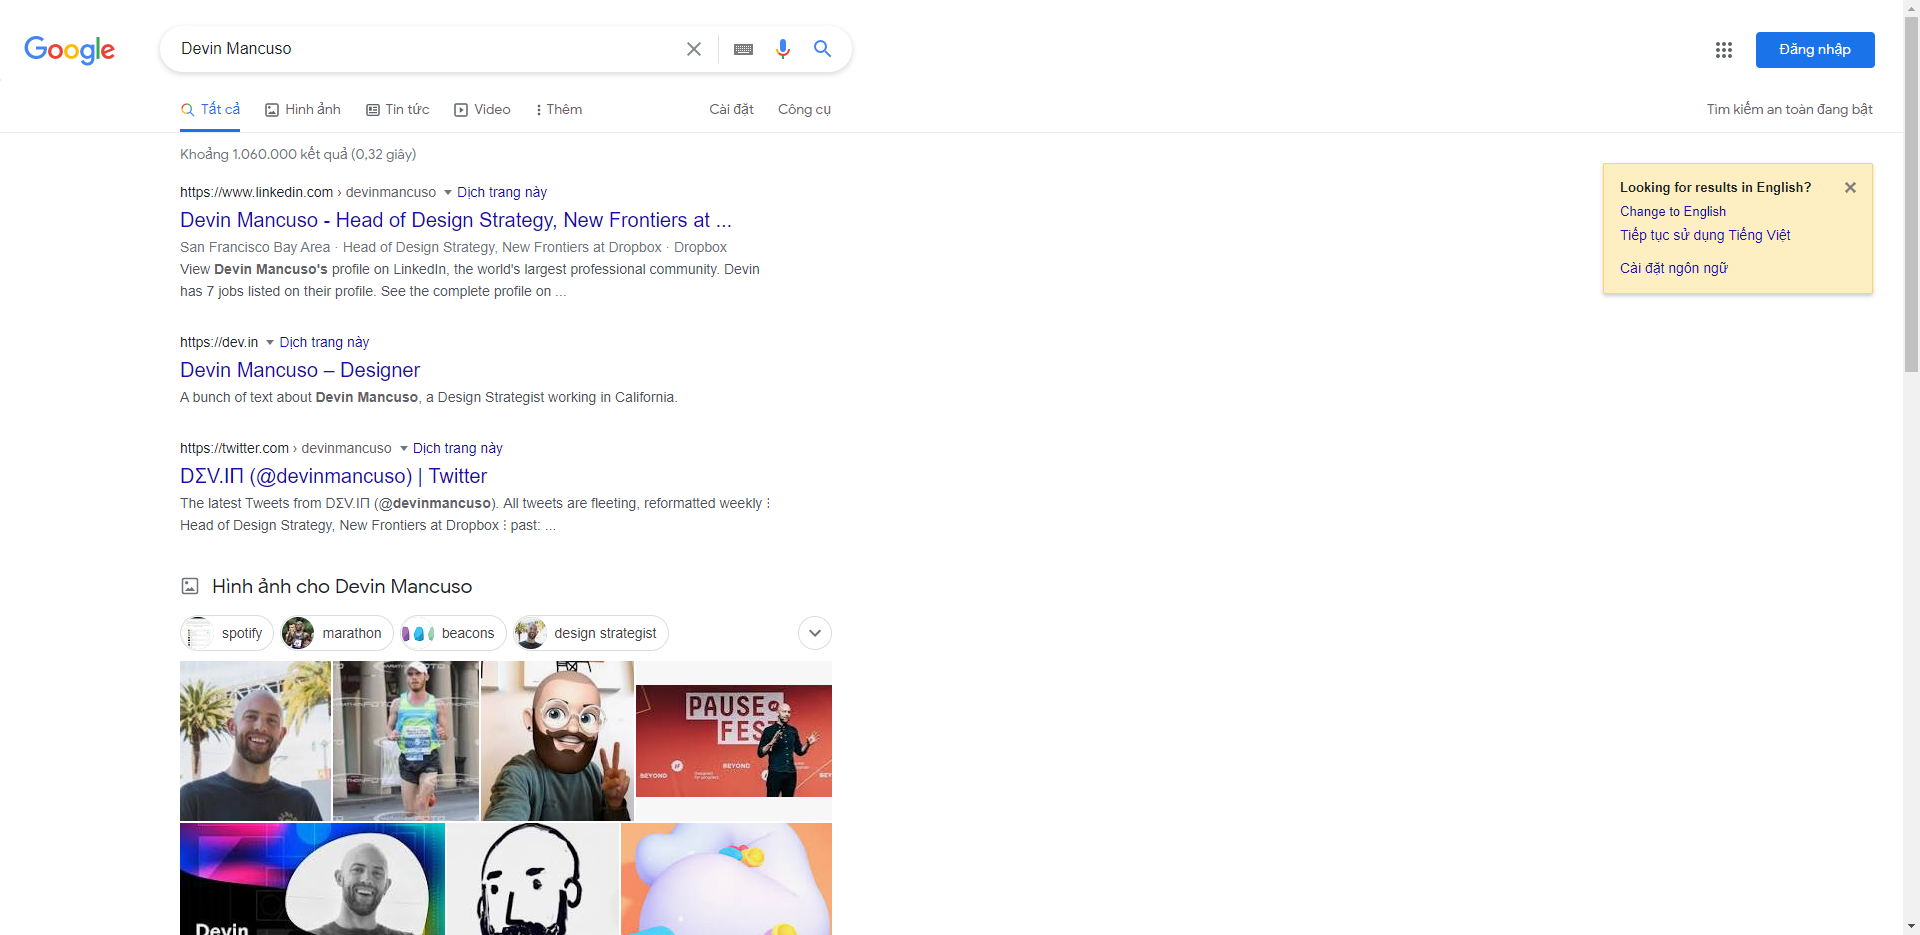 Google
Devin Mancuso
Đăng nhập
Tất cả
Hình ảnh
Tin tức
Video
Thêm
Cài đặt
Công cụ
Tìm kiếm an toàn đang bật
Khoảng 1.060.000 kết quả (0,32 giây)
Looking for results in English?
Change to English
Tiếp tục sử dụng Tiếng Việt
Cài đặt ngôn ngữ
https://www.linkedin.com › devinmancuso Dịch trang này
Devin Mancuso - Head of Design Strategy, New Frontiers at ...
San Francisco Bay Area · Head of Design Strategy, New Frontiers at Dropbox · Dropbox
View Devin Mancuso's profile on LinkedIn, the world's largest professional community. Devin
has 7 jobs listed on their profile. See the complete profile on ...
https://dev.in Dịch trang này
Devin Mancuso – Designer
A bunch of text about Devin Mancuso, a Design Strategist working in California.
https://twitter.com › devinmancuso Dịch trang này
DΣV.IΠ (@devinmancuso) | Twitter
The latest Tweets from DΣV.IΠ (@devinmancuso). All tweets are fleeting, reformatted weekly ⁝
Head of Design Strategy, New Frontiers at Dropbox ⁝ past: ...
Hình ảnh cho Devin Mancuso
spotify
marathon
beacons
design strategist
PAUSE
FEST
BEYOND
BEYOND
Devin